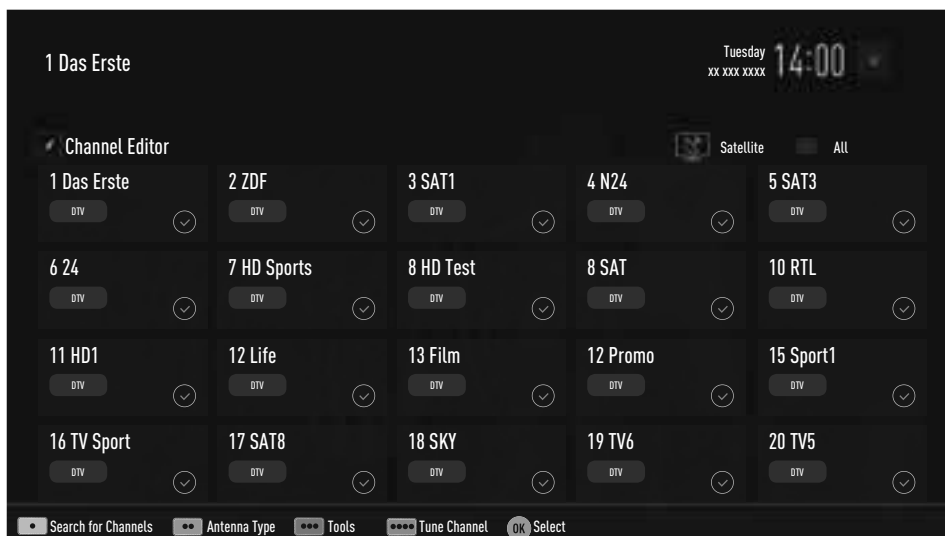 1 Das Erste
Tuesday
xx xxx xxxx
14:00
Channel Editor
Satellite
All
1 Das Erste
DTV
2 ZDF
DTV
3 SAT1
DTV
4 N24
DTV
5 SAT3
DTV
6 24
DTV
7 HD Sports
DTV
8 HD Test
DTV
8 SAT
DTV
10 RTL
DTV
11 HD1
DTV
12 Life
DTV
13 Film
DTV
12 Promo
DTV
15 Sport1
DTV
16 TV Sport
DTV
17 SAT8
DTV
18 SKY
DTV
19 TV6
DTV
20 TV5
DTV
Search for Channels
Antenna Type
Tools
Tune Channel
OK Select